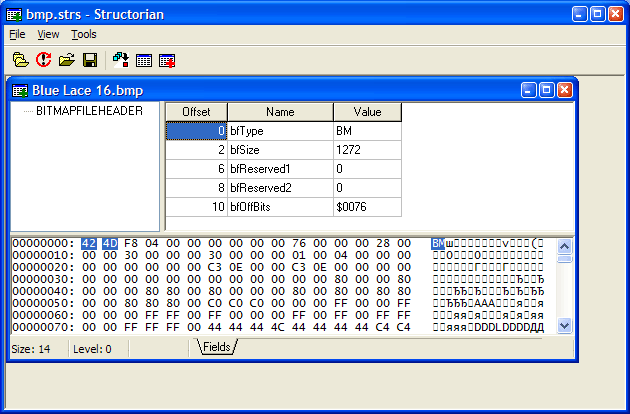 bmp.strs - Structorian
File View Tools
Blue Lace 16.bmp
BITMAPFILEHEADER
Offset Name Value
0 bfType BM
2 bfSize 1272
6 bfReserved1 0
8 bfReserved2 0
10 bfOffBits $0076
00000000: 42 4D F8 04 00 00 00 00 00 00 76 00 00 00 28 00 BMш▯▯▯▯▯▯▯v▯▯▯(▯
00000010: 00 00 30 00 00 00 30 00 00 00 01 00 04 00 00 00 ▯▯0▯▯▯0▯▯▯▯▯▯▯▯▯
00000020: 00 00 00 00 00 00 C3 0E 00 00 C3 0E 00 00 00 00 ▯▯▯▯▯▯Г▯▯▯Г▯▯▯▯▯
00000030: 00 00 00 00 00 00 00 00 00 00 00 00 80 00 00 80 ▯▯▯▯▯▯▯▯▯▯▯▯Ђ▯▯Ђ
00000040: 00 00 00 80 80 00 80 00 00 00 80 00 80 00 80 80 ▯▯▯ЂЂ▯Ђ▯▯▯Ђ▯Ђ▯ЂЂ
00000050: 00 00 80 80 80 00 C0 C0 C0 00 00 00 FF 00 00 FF ▯▯ЂЂЂ▯ААА▯▯▯я▯▯я
00000060: 00 00 00 FF FF 00 FF 00 00 00 FF 00 FF 00 FF FF ▯▯▯яя▯я▯▯▯я▯я▯яя
00000070: 00 00 FF FF FF 00 44 44 44 4C 44 44 44 44 C4 C4 ▯▯яяя▯DDDLDDDDДД
Size: 14 Level: 0 Fields